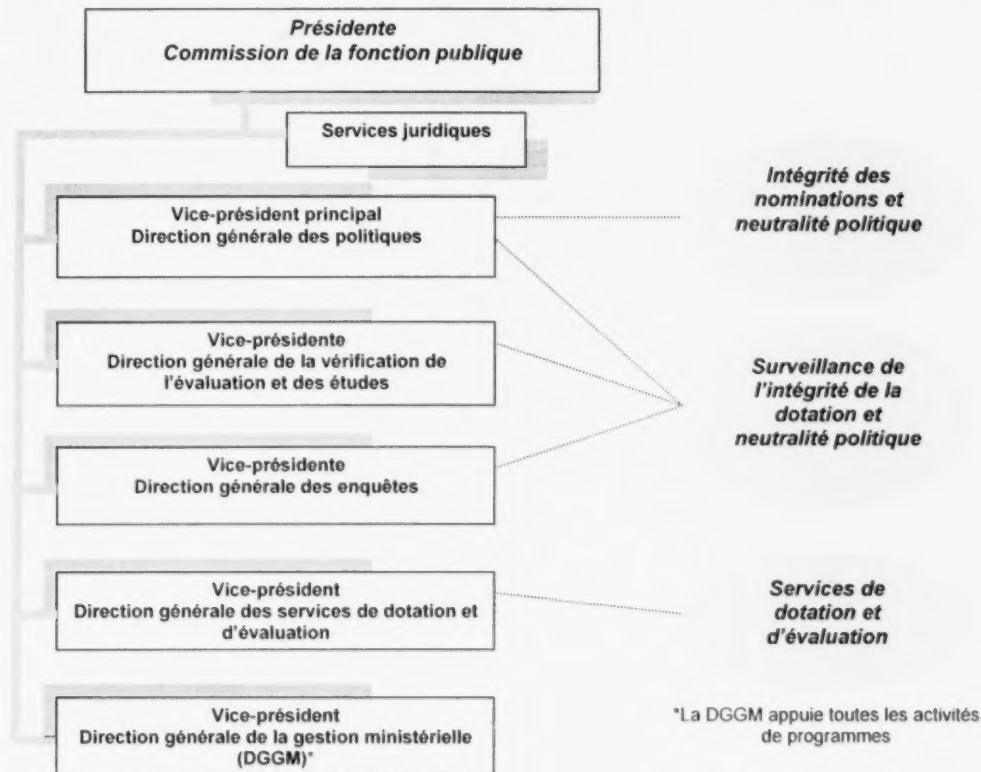 Présidente
Commission de la fonction publique
Services juridiques
Vice-président principal
Direction générale des politiques
Vice-présidente
Direction générale de la vérification de
l'évaluation et des études
Vice-présidente
Direction générale des enquêtes
Vice-président
Direction générale des services de dotation et
d'évaluation
Vice-président
Direction générale de la gestion ministérielle
(DGGM)*
Intégrité des
nominations et
neutralité politique
Surveillance de
l'intégrité de la
dotation et
neutralité politique
Services de
dotation et
d'évaluation
*La DGGM appuie toutes les activités
de programmes